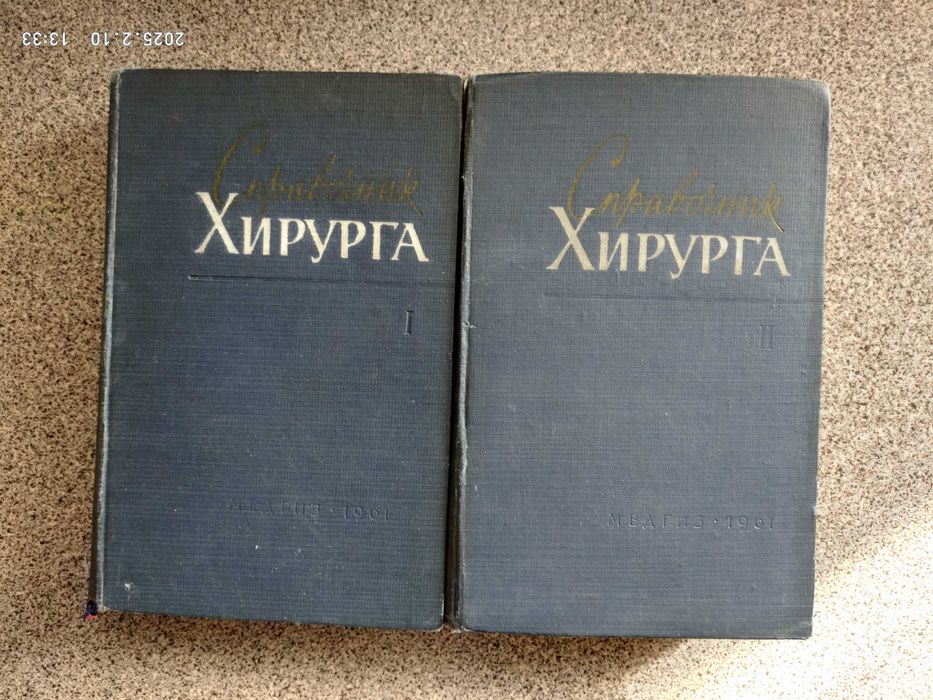 13:33 2025.2.10
Справочник
ХИРУРГА
I
МЕДГИЗ • 1961
Справочник
ХИРУРГА
II
МЕДГИЗ • 1961